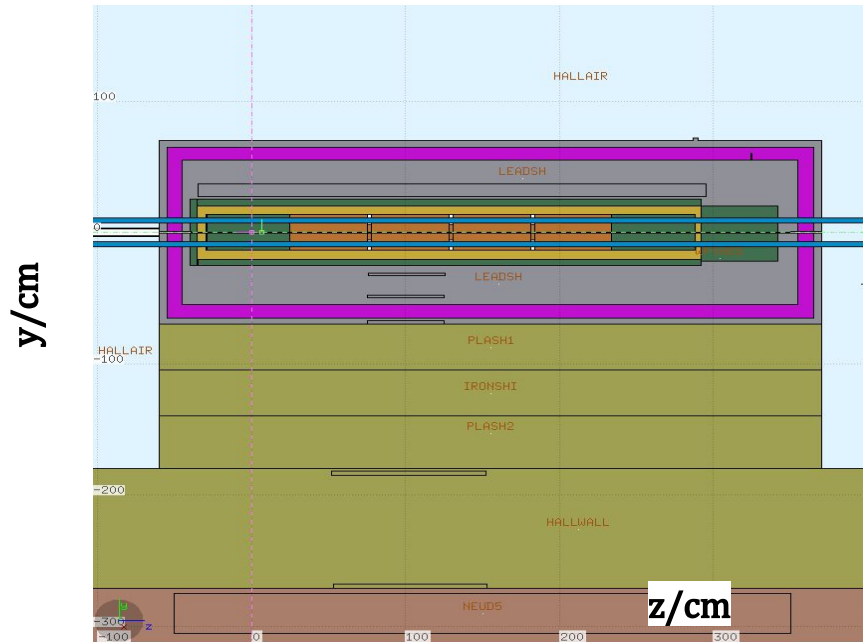 HALLAIR
100
LEADSH
0
LEADSH
y/cm
PLASH1
HALLAIR
-100
IRONSHI
PLASH2
-200
HALLWALL
NEUD5
z/cm
-300
y
x
z
-100
0
100
200
300